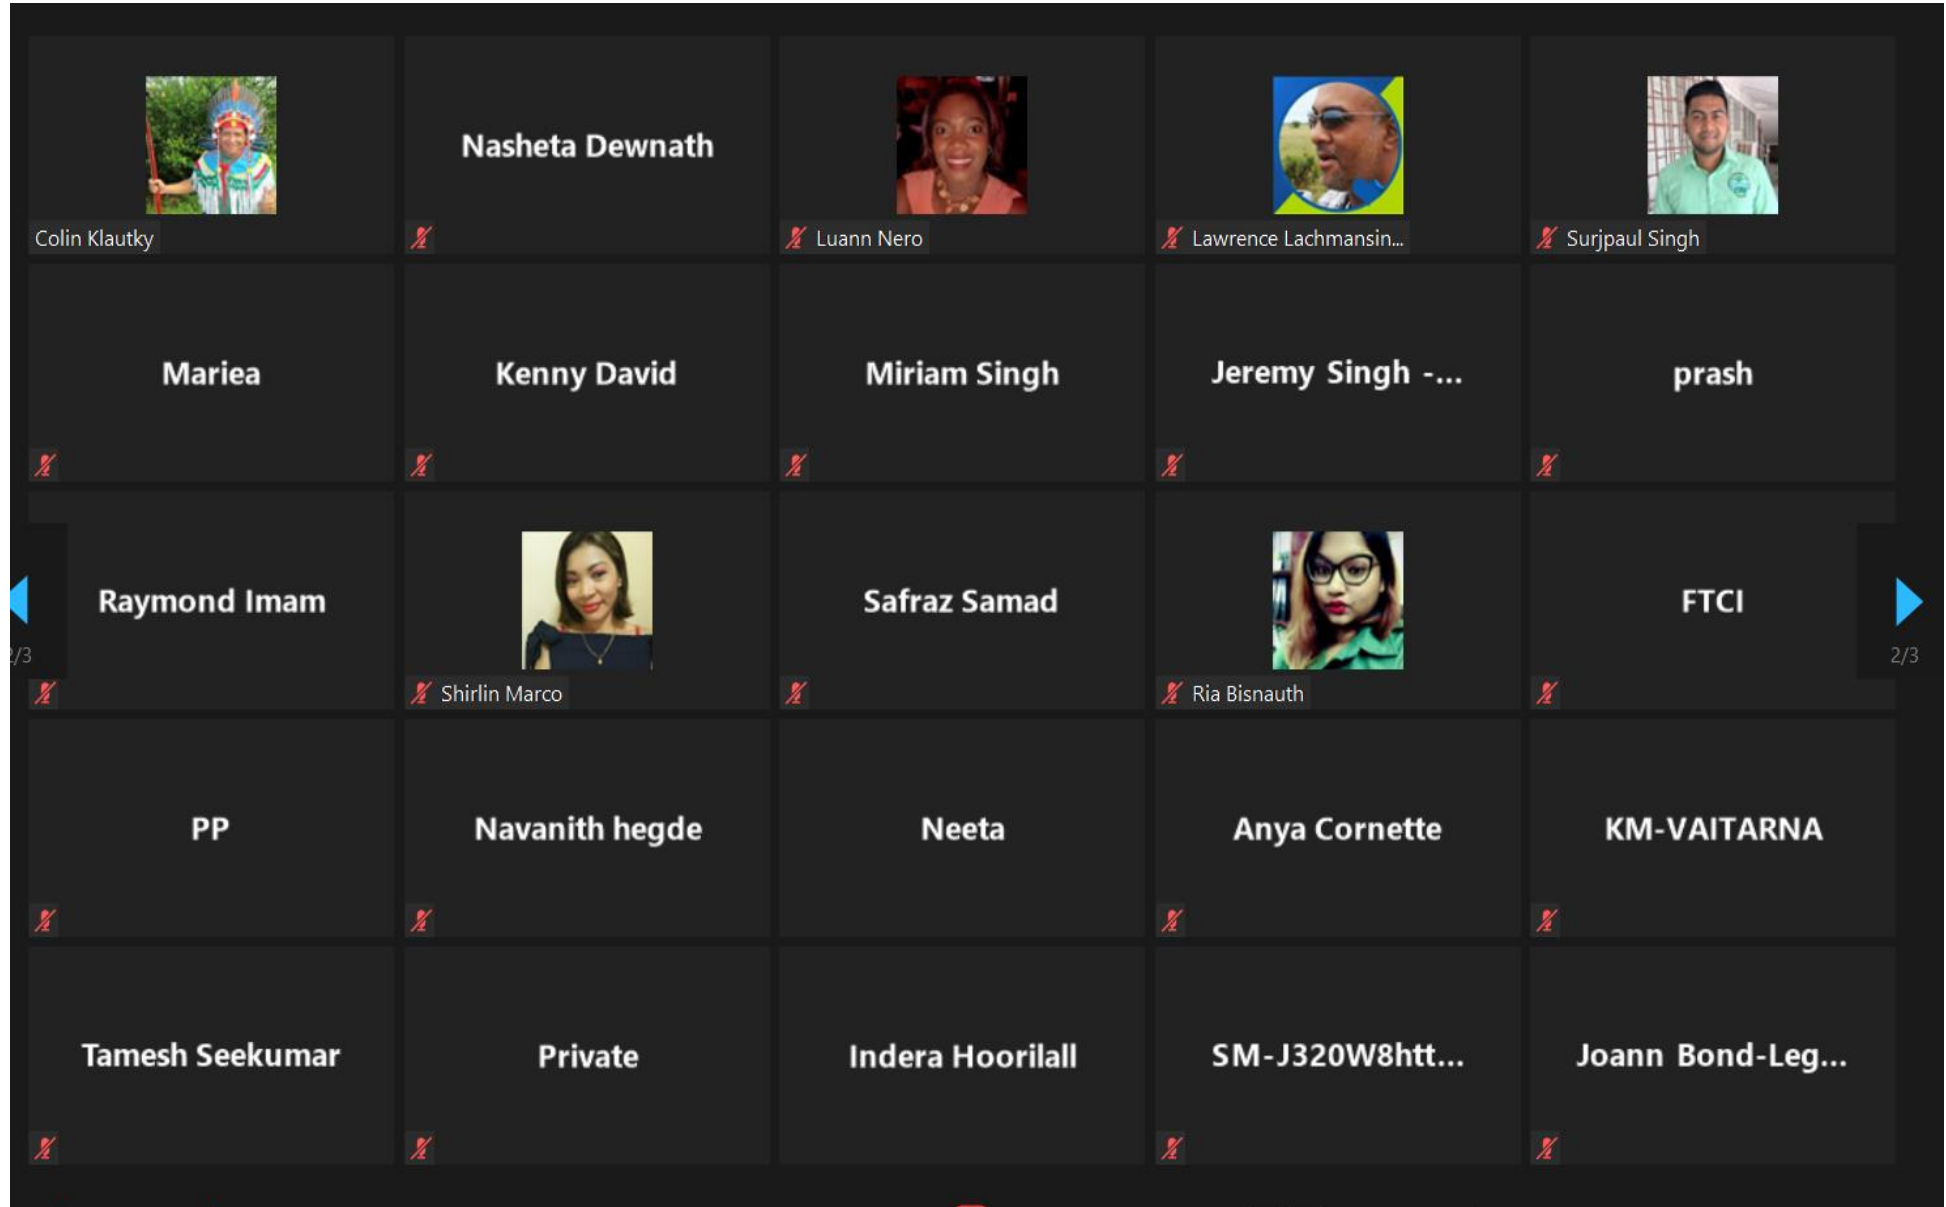 Colin Klautky
Nasheta Dewnath
Luann Nero
Lawrence Lachmansin...
Surjpaul Singh
Mariea
Kenny David
Miriam Singh
Jeremy Singh -...
prash
Raymond Imam
Shirlin Marco
Safraz Samad
Ria Bisnauth
FTCI
2/3
2/3
PP
Navanith hegde
Neeta
Anya Cornette
KM-VAITARNA
Tamesh Seekumar
Private
Indera Hoorilall
SM-J320W8htt...
Joann Bond-Leg...